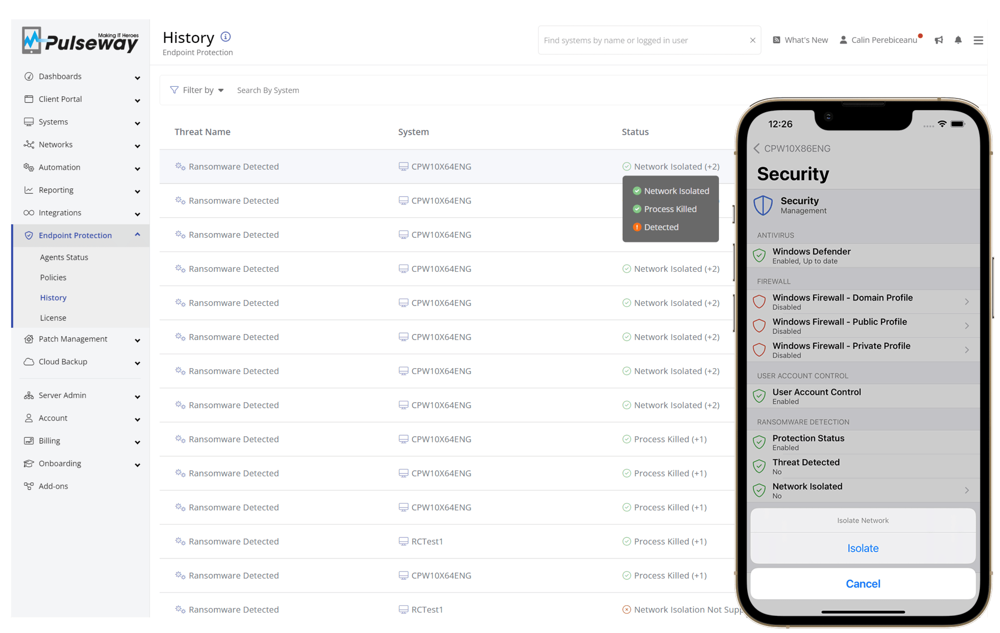 Making IT Heroes
Pulseway
Dashboards
Client Portal
Systems
Networks
Automation
Reporting
Integrations
Endpoint Protection
Agents Status
Policies
History
License
Patch Management
Cloud Backup
Server Admin
Account
Billing
Onboarding
Add-ons
History
Endpoint Protection
Find systems by name or logged in user
What's New
Calin Perebiceanu
Filter by
Search By System
Threat Name System Status
Ransomware Detected CPW10X64ENG Network Isolated (+2)
Network Isolated
Process Killed
Detected
Ransomware Detected CPW10X64ENG
Ransomware Detected CPW10X64ENG
Ransomware Detected CPW10X64ENG Network Isolated (+2)
Ransomware Detected CPW10X64ENG Network Isolated (+2)
Ransomware Detected CPW10X64ENG Network Isolated (+2)
Ransomware Detected CPW10X64ENG Network Isolated (+2)
Ransomware Detected CPW10X64ENG Network Isolated (+2)
Ransomware Detected CPW10X64ENG Process Killed (+1)
Ransomware Detected CPW10X64ENG Process Killed (+1)
Ransomware Detected CPW10X64ENG Process Killed (+1)
Ransomware Detected RCTest1 Process Killed (+1)
Ransomware Detected CPW10X64ENG Process Killed (+1)
Ransomware Detected RCTest1 Network Isolation Not Supp
12:26
CPW10X86ENG
Security
Security
Management
ANTIVIRUS
Windows Defender
Enabled, Up to date
FIREWALL
Windows Firewall - Domain Profile
Disabled
Windows Firewall - Public Profile
Disabled
Windows Firewall - Private Profile
Disabled
USER ACCOUNT CONTROL
User Account Control
Enabled
RANSOMWARE DETECTION
Protection Status
Enabled
Threat Detected
No
Network Isolated
No
Isolate Network
Isolate
Cancel